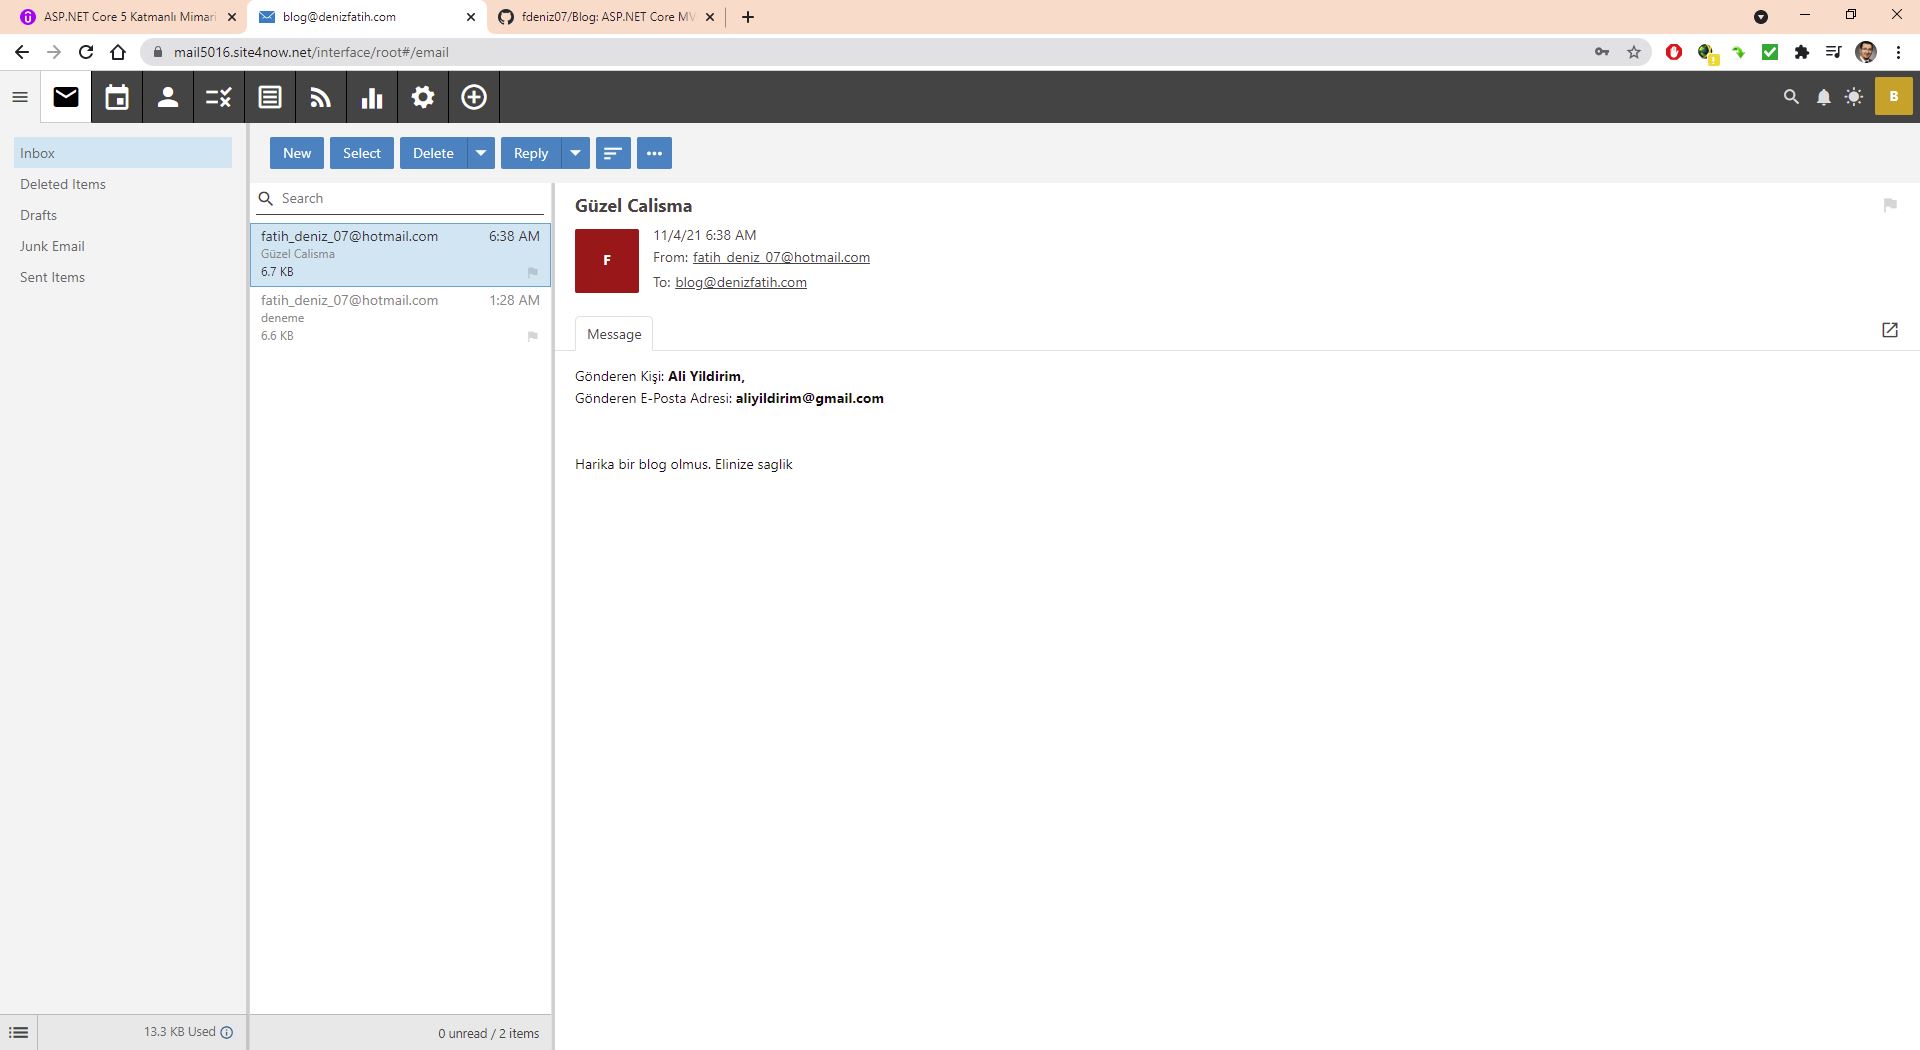 ASP.NET Core 5 Katmanlı Mimari
blog@denizfatih.com
fdeniz07/Blog: ASP.NET Core MV
mail5016.site4now.net/interface/root#/email
B
Inbox
Deleted Items
Drafts
Junk Email
Sent Items
New
Select
Delete
Reply
Search
fatih_deniz_07@hotmail.com 6:38 AM
Güzel Calisma
6.7 KB
fatih_deniz_07@hotmail.com 1:28 AM
deneme
6.6 KB
Güzel Calisma
F
11/4/21 6:38 AM
From: fatih_deniz_07@hotmail.com
To: blog@denizfatih.com
Message
Gönderen Kişi: Ali Yildirim,
Gönderen E-Posta Adresi: aliyildirim@gmail.com
Harika bir blog olmus. Elinize saglik
13.3 KB Used
0 unread / 2 items